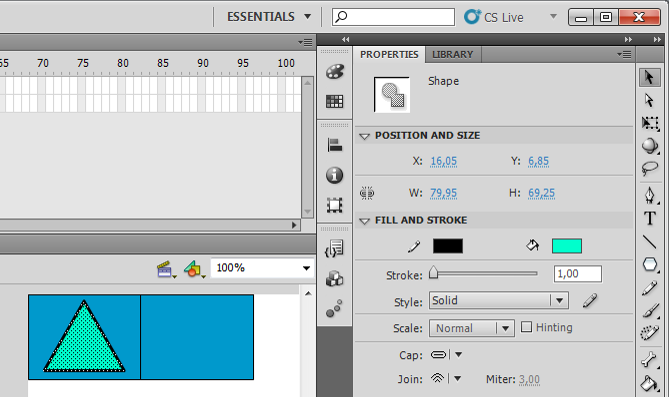 ESSENTIALS CS Live
65 70 75 80 85 90 95 100
PROPERTIES LIBRARY
Shape
POSITION AND SIZE
X: 16,05 Y: 6,85
W: 79,95 H: 69,25
FILL AND STROKE
Stroke: 1,00
100%
Style: Solid
Scale: Normal Hinting
Cap:
Join: Miter: 3,00